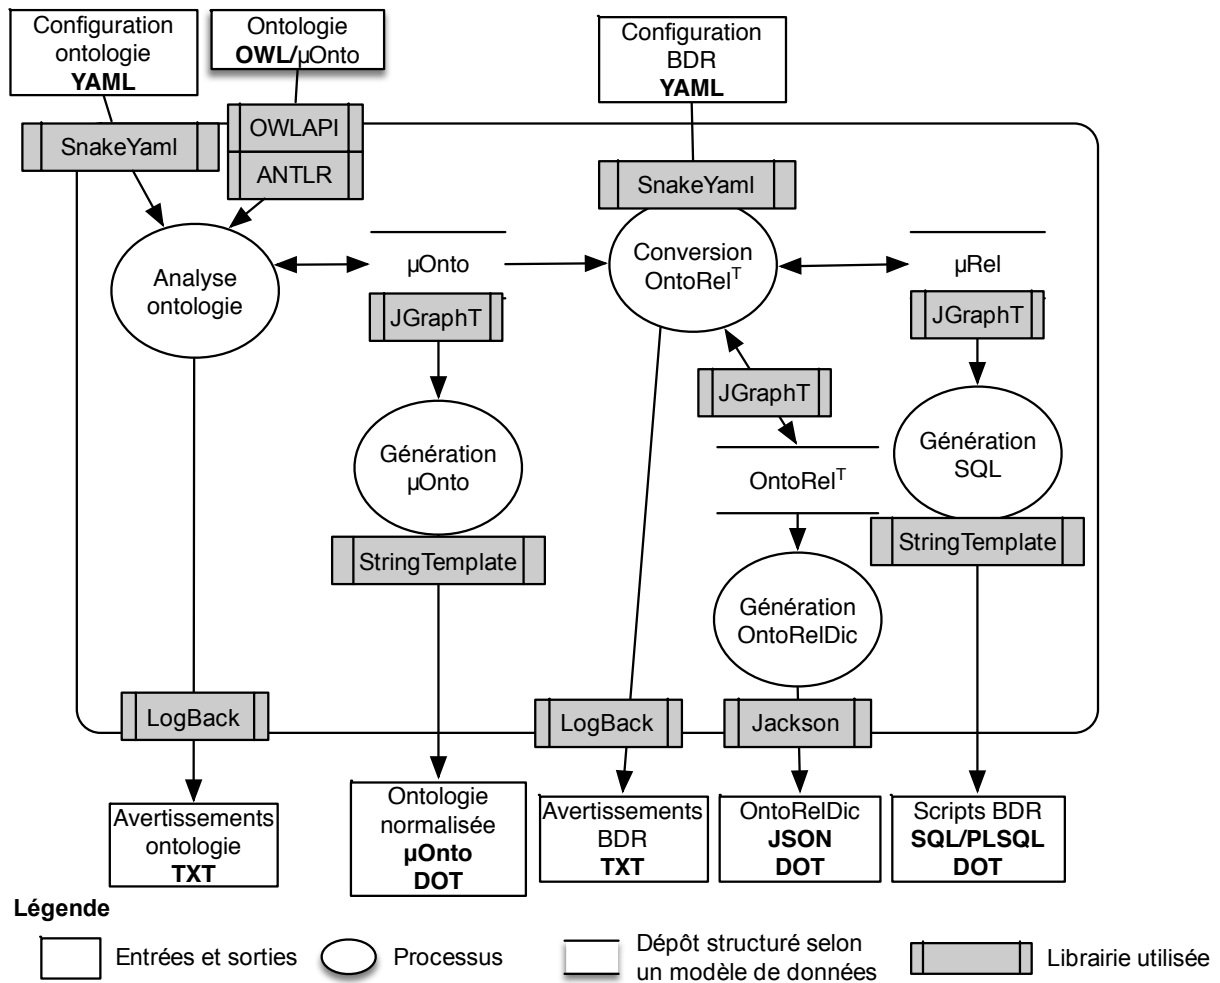 Configuration
ontologie
YAML
Ontologie
OWL/µOnto
Configuration
BDR
YAML
SnakeYaml
OWLAPI
ANTLR
SnakeYaml
Analyse
ontologie
µOnto
JGraphT
Conversion
OntoRelT
µRel
JGraphT
JGraphT
Génération
µOnto
StringTemplate
OntoRelT
Génération
SQL
StringTemplate
Génération
OntoRelDic
LogBack
LogBack
Jackson
Avertissements
ontologie
TXT
Ontologie
normalisée
µOnto
DOT
Avertissements
BDR
TXT
OntoRelDic
JSON
DOT
Scripts BDR
SQL/PLSQL
DOT
Légende
Entrées et sorties
Processus
Dépôt structuré selon
un modèle de données
Librairie utilisée